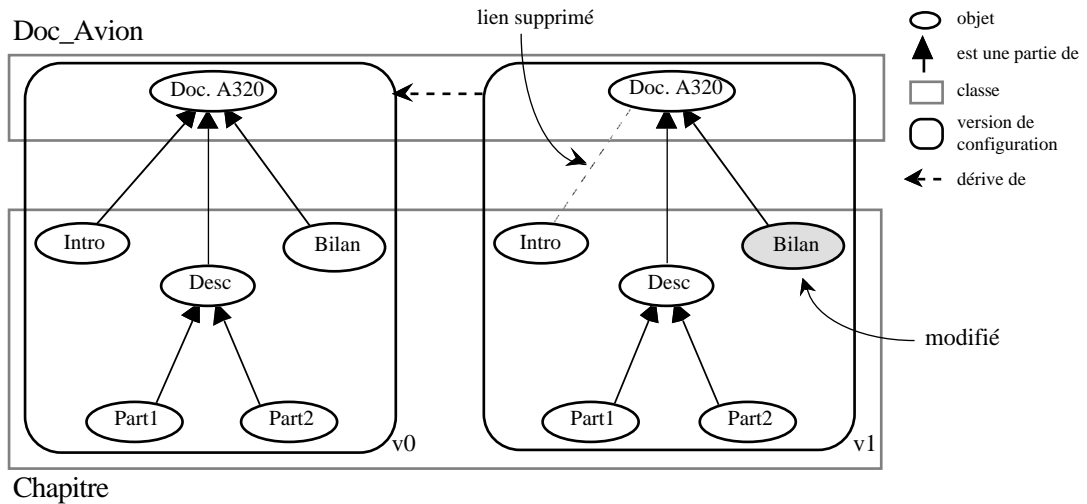 lien supprimé
Doc_Avion
Doc. A320
Doc. A320
Intro
Bilan
Intro
Bilan
Desc
Desc
modifié
Part1
Part2
Part1
Part2
v0
v1
Chapitre
objet
est une partie de
classe
version de
configuration
dérive de